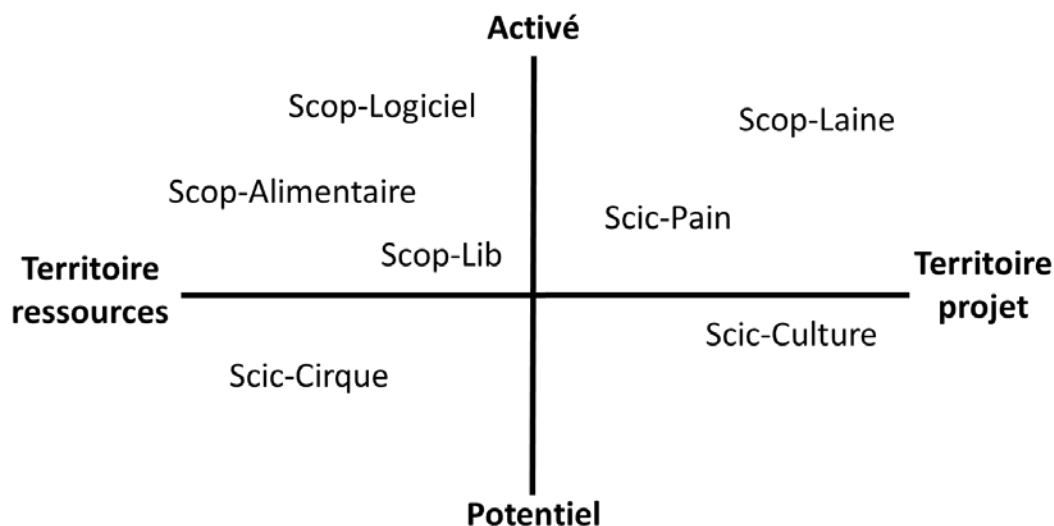 Activé
Scop-Logiciel
Scop-Laine
Scop-Alimentaire
Scic-Pain
Scop-Lib
Territoire
ressources
Territoire
projet
Scic-Culture
Scic-Cirque
Potentiel